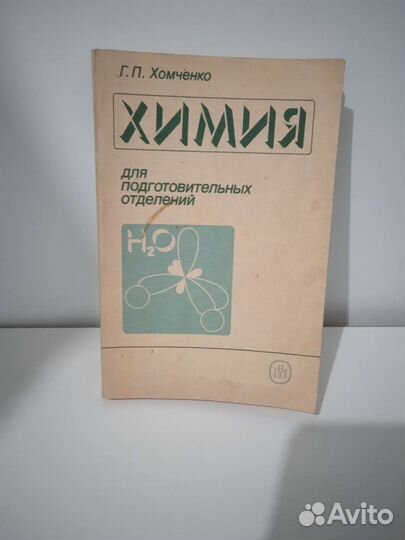 Г. П. Хомченко
ХИМИЯ
для
подготовительных
отделений
H₂O
Avito